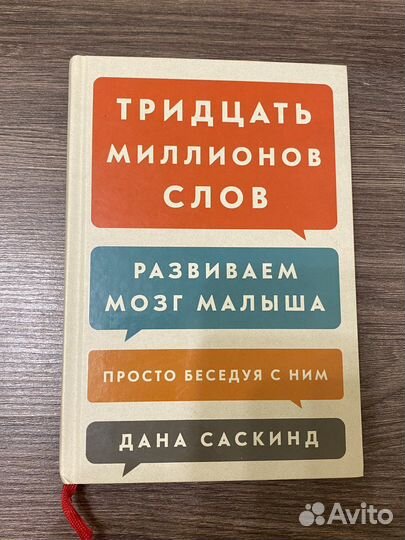 ТРИДЦАТЬ
МИЛЛИОНОВ
СЛОВ
РАЗВИВАЕМ
МОЗГ МАЛЫША
ПРОСТО БЕСЕДУЯ С НИМ
ДАНА САСКИНД
Avito